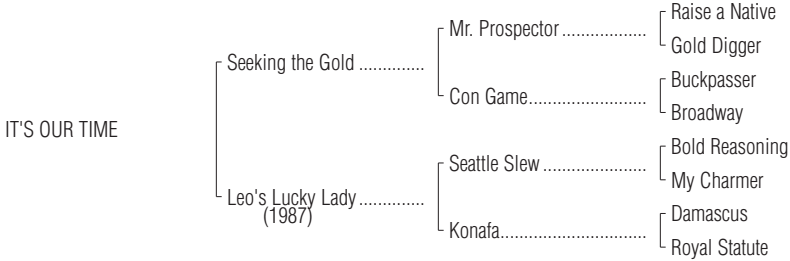 Raise a Native
Mr. Prospector ..................
Gold Digger
Seeking the Gold ..............
Buckpasser
Con Game.........................
Broadway
IT'S OUR TIME
Bold Reasoning
Seattle Slew ......................
My Charmer
Leo's Lucky Lady ..............
(1987)
Damascus
Konafa...............................
Royal Statute